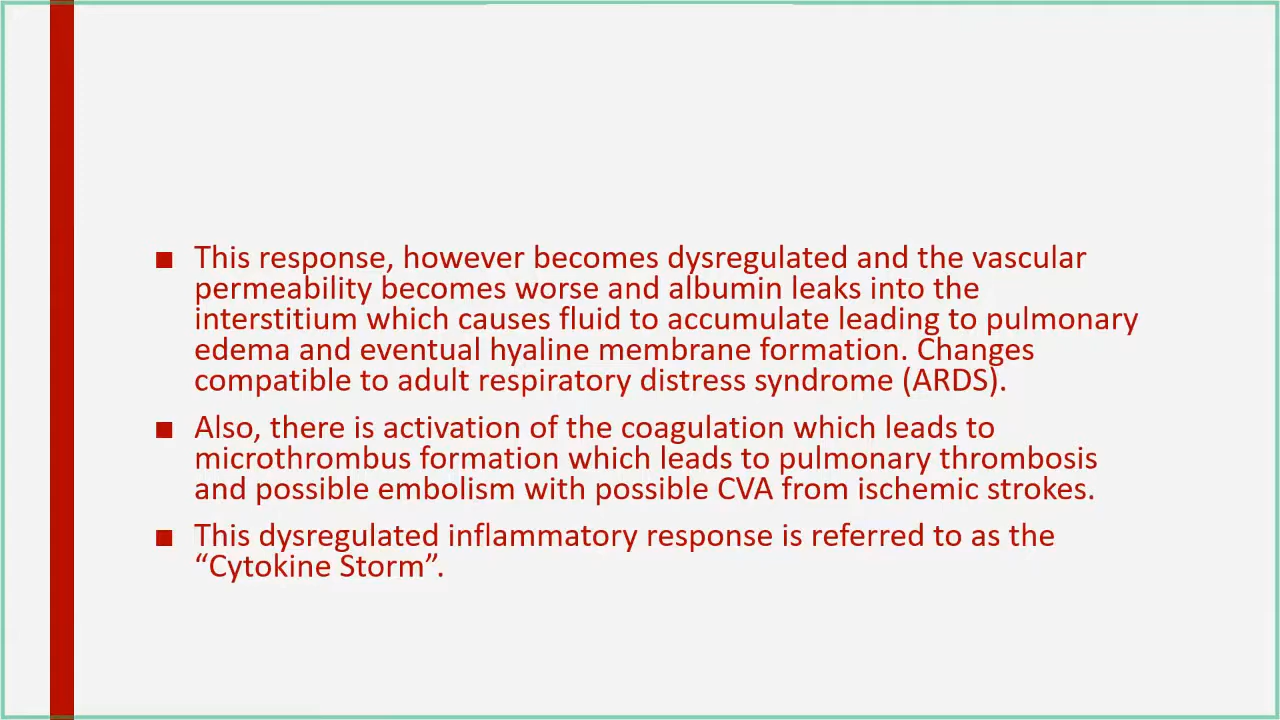 ■ This response, however becomes dysregulated and the vascular
permeability becomes worse and albumin leaks into the
interstitium which causes fluid to accumulate leading to pulmonary
edema and eventual hyaline membrane formation. Changes
compatible to adult respiratory distress syndrome (ARDS).
■ Also, there is activation of the coagulation which leads to
microthrombus formation which leads to pulmonary thrombosis
and possible embolism with possible CVA from ischemic strokes.
■ This dysregulated inflammatory response is referred to as the
“Cytokine Storm”.